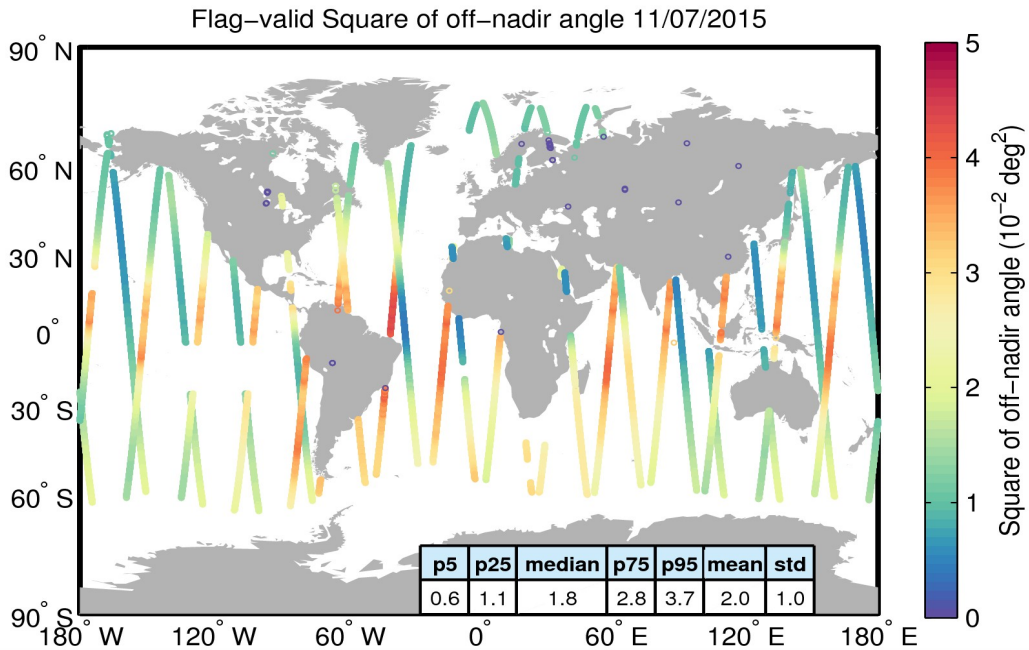 Flag−valid Square of off−nadir angle 11/07/2015
90° N
60° N
30° N
0°
30° S
60° S
90° S
180° W
120° W
60° W
0°
60° E
120° E
180° E
p5 p25 median p75 p95 mean std
0.6 1.1 1.8 2.8 3.7 2.0 1.0
5
4
3
2
1
0
Square of off−nadir angle (10⁻² deg²)